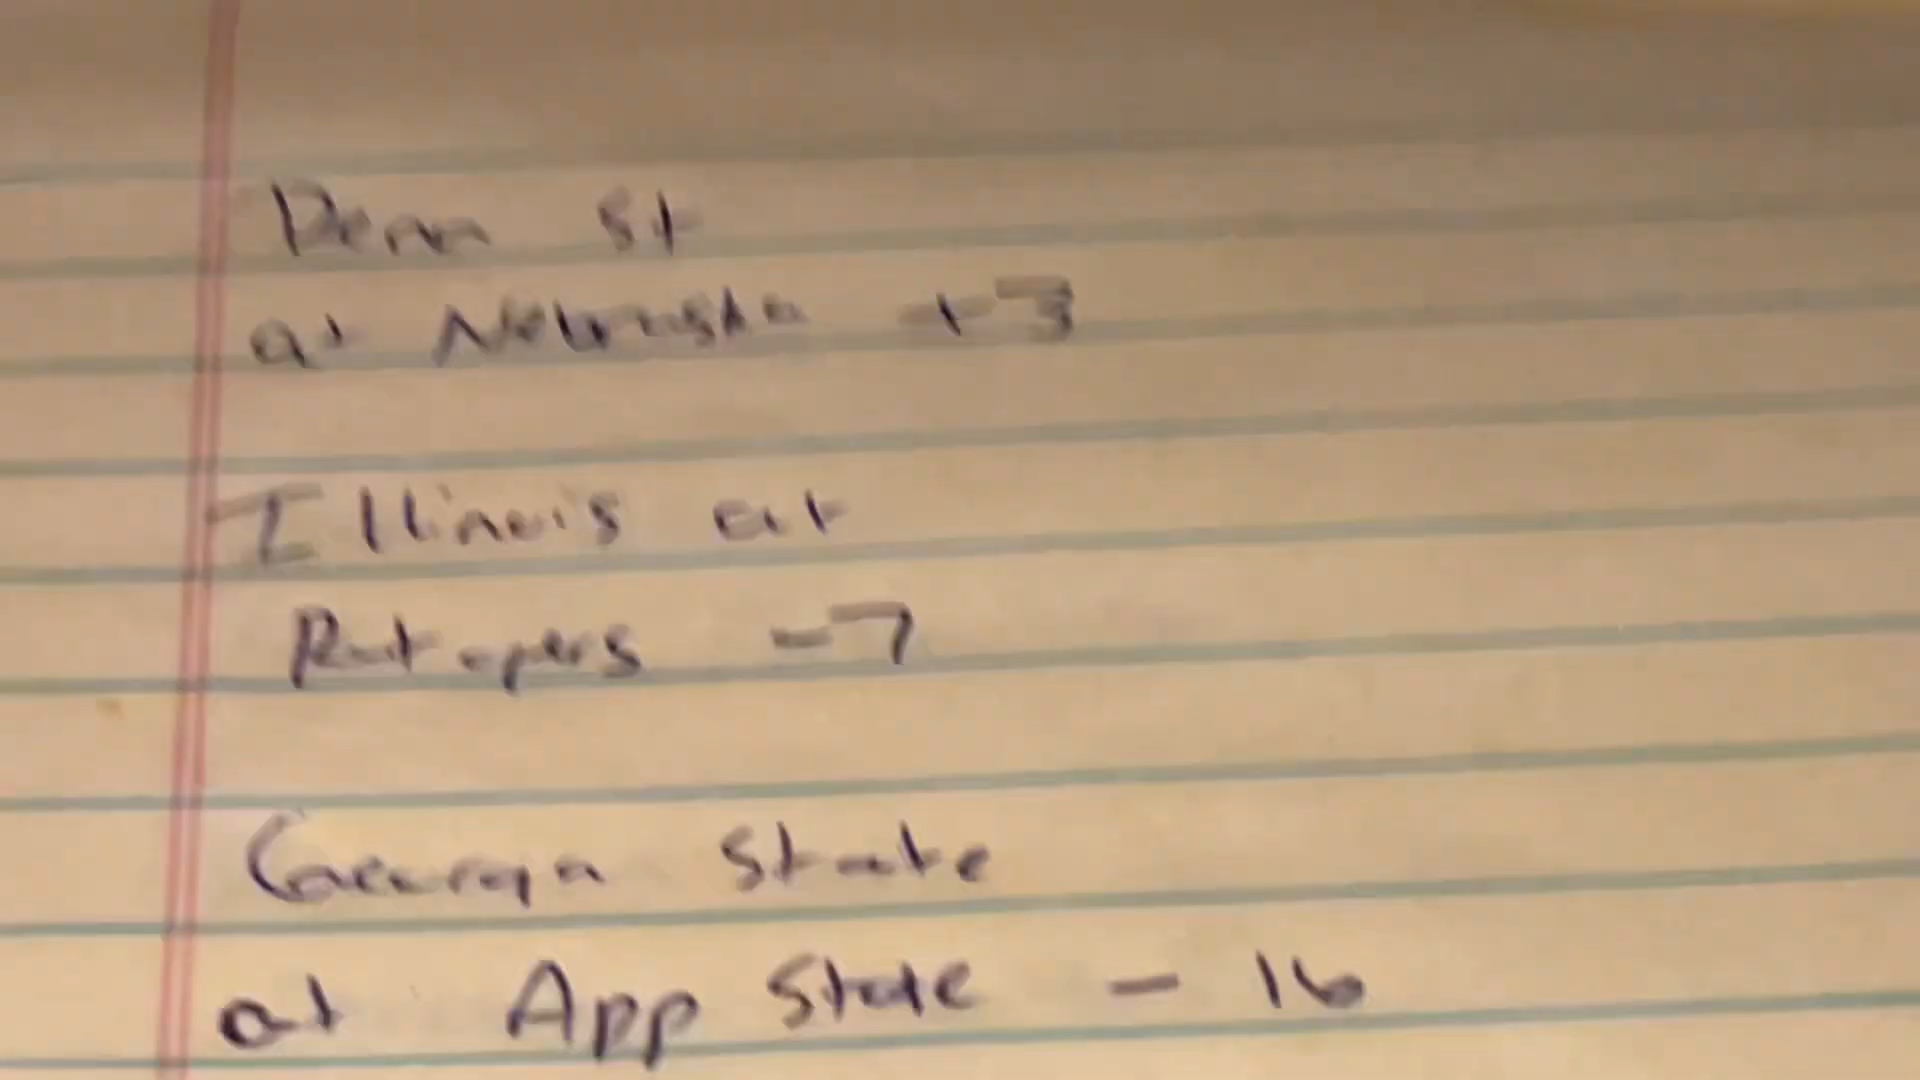 Penn St
at Nebraska +3
Illinois at
Rutgers -7
Georgia State
at App State - 16